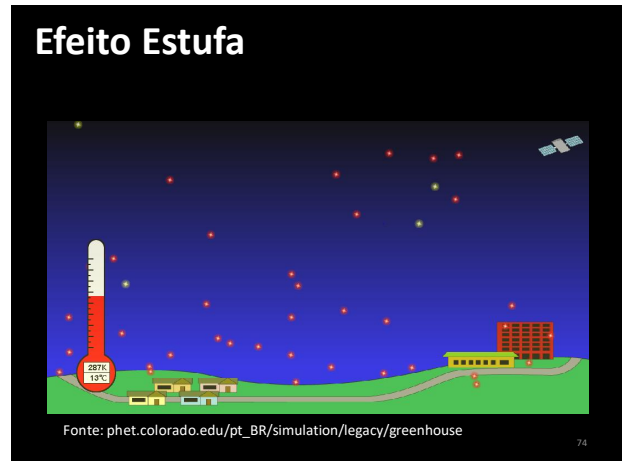 Efeito Estufa
287K
13°C
Fonte: phet.colorado.edu/pt_BR/simulation/legacy/greenhouse
74